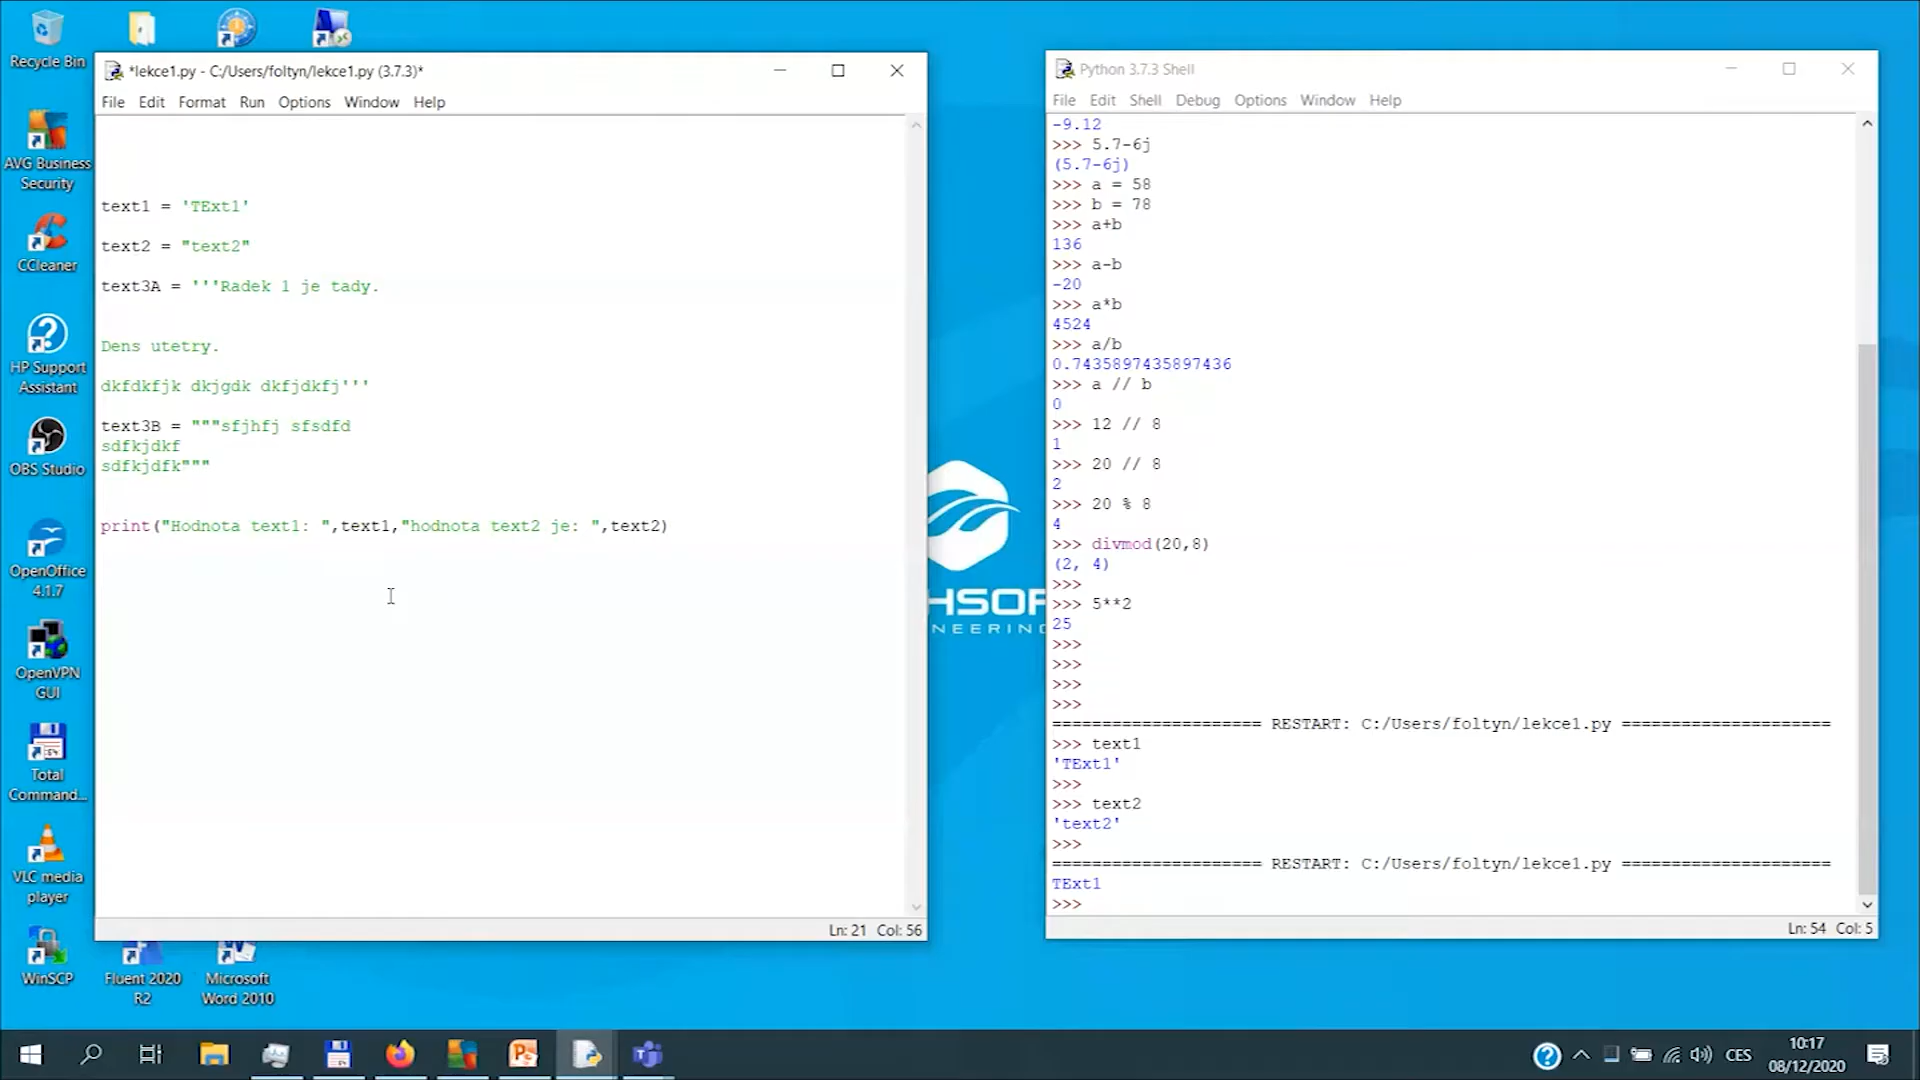 Recycle Bin
AVG Business
Security
CCleaner
HP Support
Assistant
OBS Studio
OpenOffice
4.1.7
OpenVPN
GUI
Total
Command...
VLC media
player
WinSCP
Fluent 2020
R2
Microsoft
Word 2010
*lekce1.py - C:/Users/foltyn/lekce1.py (3.7.3)*
File Edit Format Run Options Window Help
text1 = 'TExt1'
text2 = "text2"
text3A = '''Radek 1 je tady.
Dens utetry.
dkfdkfjk dkjgdk dkfjdkfj'''
text3B = """sfjhfj sfsdfd
sdfkjdkf
sdfkjdfk"""
print("Hodnota text1: ",text1,"hodnota text2 je: ",text2)
Ln: 21 Col: 56
HSOF
NEERING
Python 3.7.3 Shell
File Edit Shell Debug Options Window Help
-9.12
>>> 5.7-6j
(5.7-6j)
>>> a = 58
>>> b = 78
>>> a+b
136
>>> a-b
-20
>>> a*b
4524
>>> a/b
0.7435897435897436
>>> a // b
0
>>> 12 // 8
1
>>> 20 // 8
2
>>> 20 % 8
4
>>> divmod(20,8)
(2, 4)
>>>
>>> 5**2
25
>>>
>>>
>>>
>>>
===================== RESTART: C:/Users/foltyn/lekce1.py =====================
>>> text1
'TExt1'
>>>
>>> text2
'text2'
>>>
===================== RESTART: C:/Users/foltyn/lekce1.py =====================
TExt1
>>>
Ln: 54 Col: 5
CES
10:17
08/12/2020